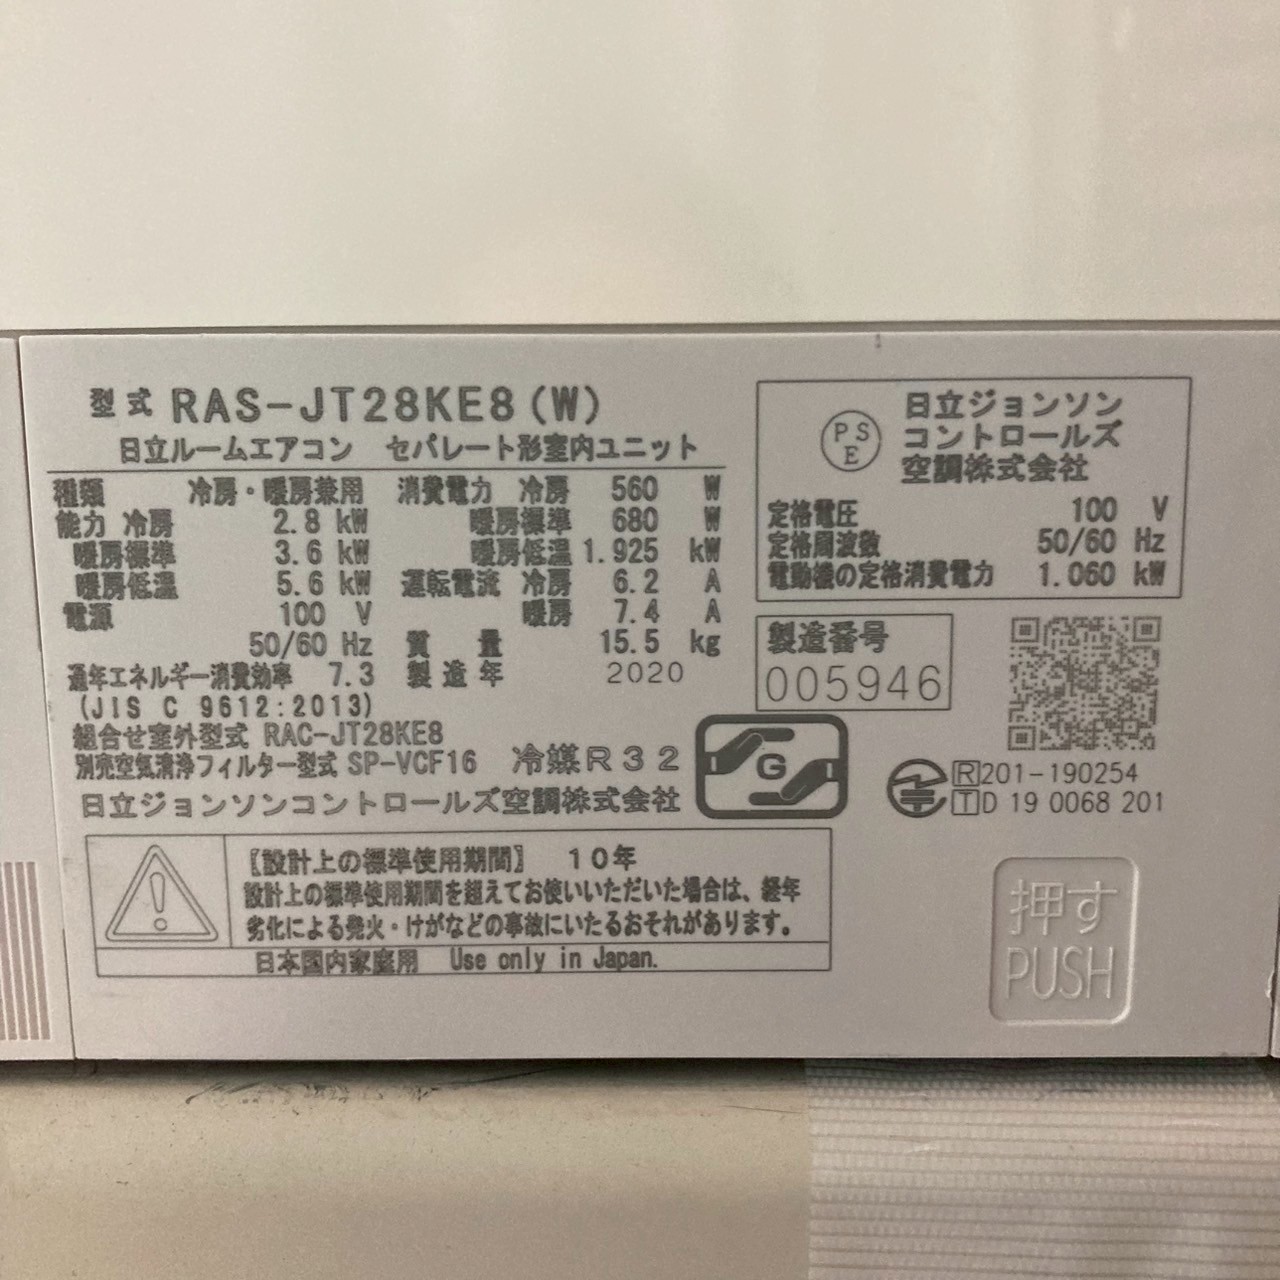 型式 RAS-JT28KE8(W)
日立ルームエアコン セパレート形室内ユニット
種類 冷房・暖房兼用
能力 冷房 2.8 kW
暖房標準 3.6 kW
暖房低温 5.6 kW
電源 100 V
50/60 Hz
通年エネルギー消費効率 7.3
(JIS C 9612:2013)
消費電力 冷房 560 W
暖房標準 680 W
暖房低温 1.925 kW
運転電流 冷房 6.2 A
暖房 7.4 A
質量 15.5 kg
製造年 2020
組合せ室外型式 RAC-JT28KE8
別売空気清浄フィルター型式 SP-VCF16 冷媒R32
日立ジョンソンコントロールズ空調株式会社
G
PS
E
日立ジョンソン
コントロールズ
空調株式会社
定格電圧 100 V
定格周波数 50/60 Hz
電動機の定格消費電力 1.060 kW
製造番号
005946
R 201-190254
T D 19 0068 201
【設計上の標準使用期間】 10年
設計上の標準使用期間を超えてお使いいただいた場合は、経年
劣化による発火・けがなどの事故にいたるおそれがあります。
日本国内家庭用 Use only in Japan.
押す
PUSH